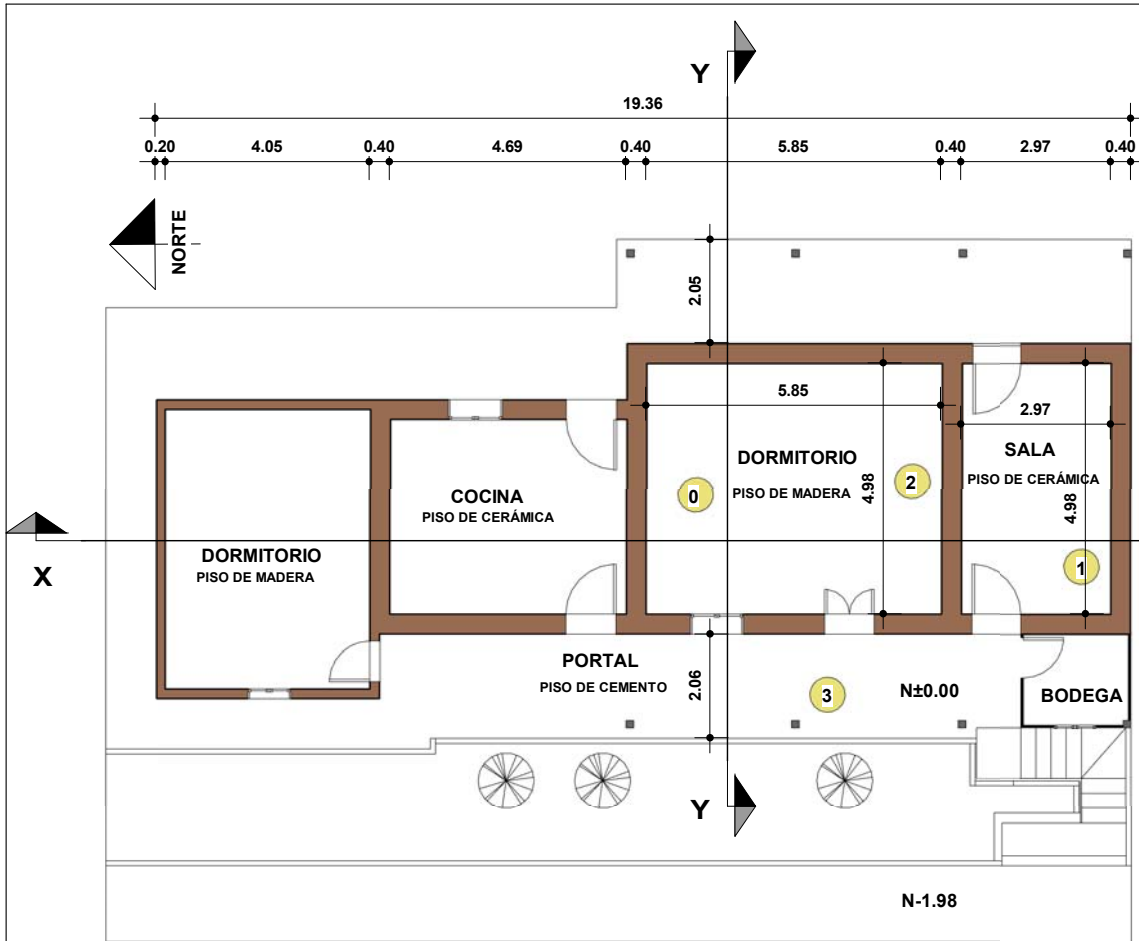 Y
19.36
0.20
4.05
0.40
4.69
0.40
5.85
0.40
2.97
0.40
NORTE
2.05
5.85
2.97
DORMITORIO
PISO DE MADERA
4.98
SALA
PISO DE CERÁMICA
4.98
COCINA
PISO DE CERÁMICA
0
2
1
X
DORMITORIO
PISO DE MADERA
PORTAL
PISO DE CEMENTO
2.06
3
N±0.00
BODEGA
Y
N-1.98